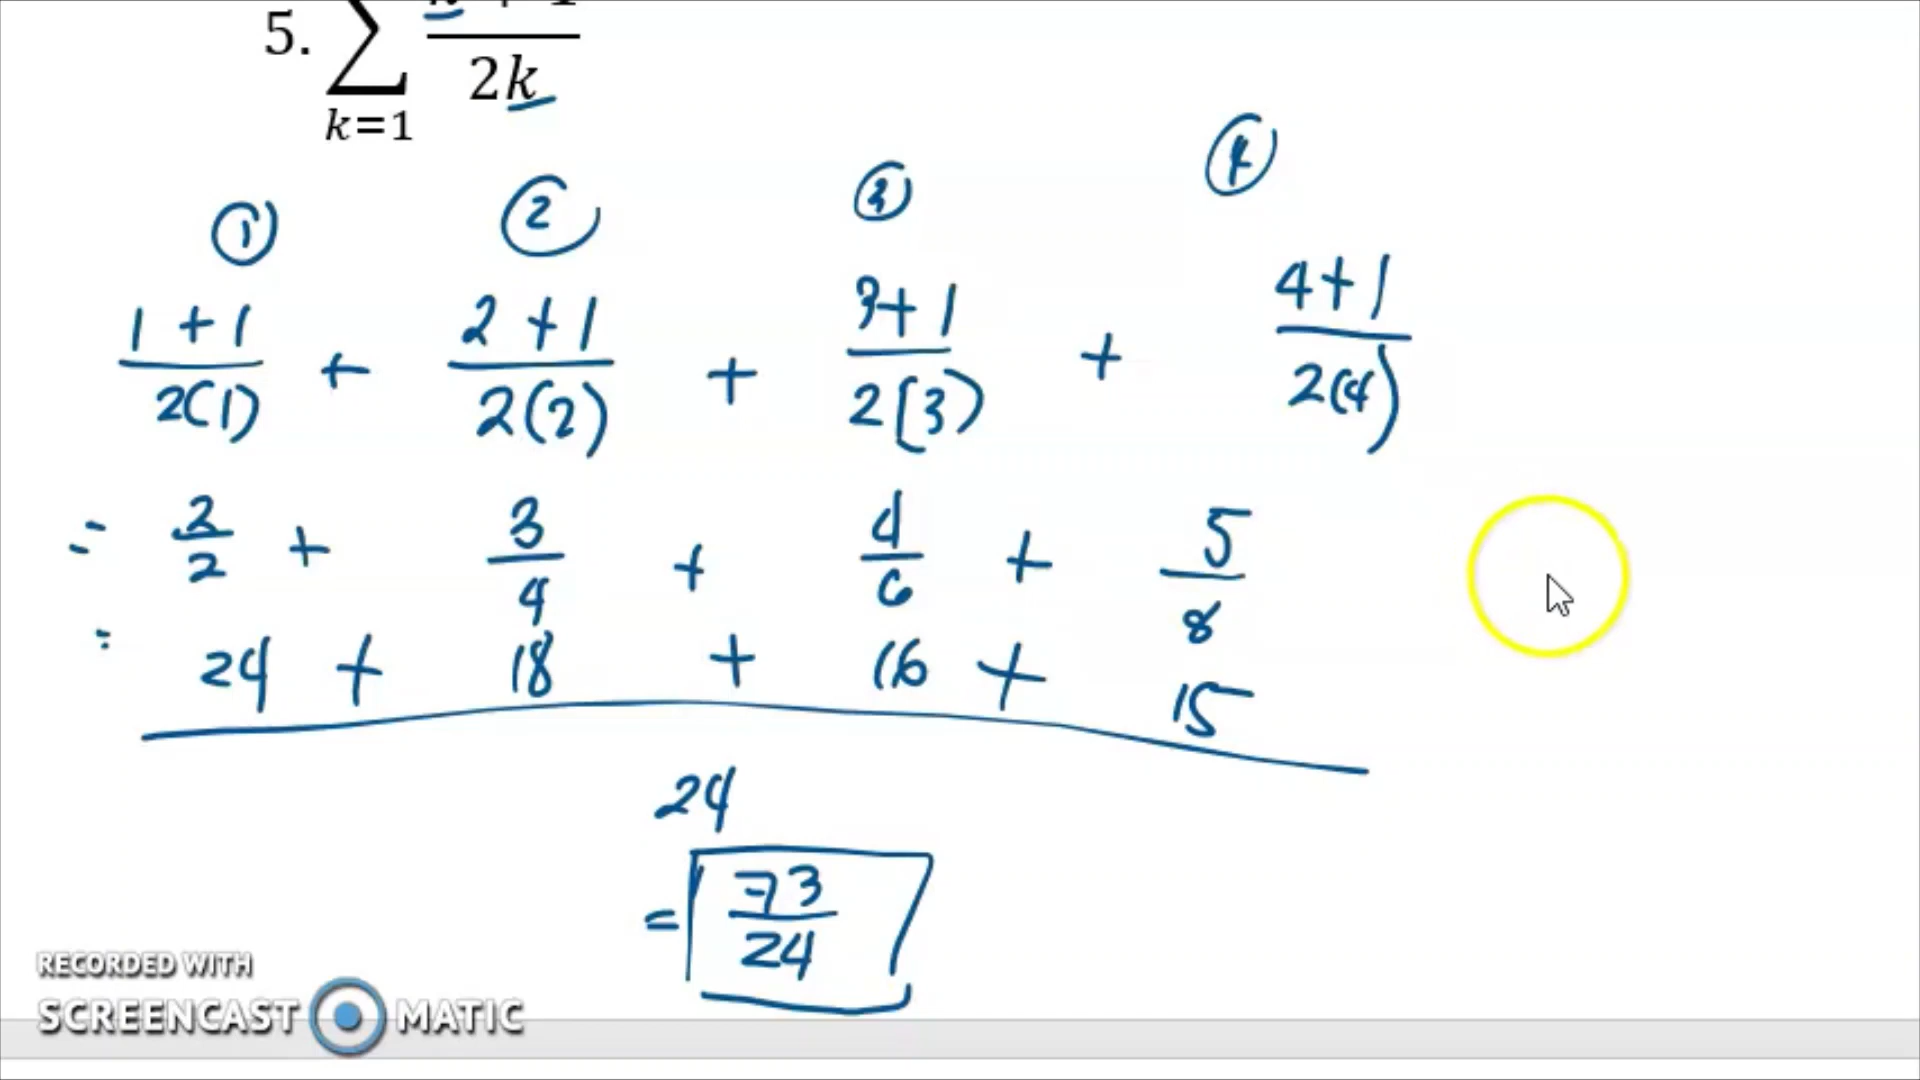 5. ∑ k + 1
2k
k=1
1 2 3 4
1 + 1 + 2 + 1 + 3 + 1 + 4 + 1
2(1) 2(2) 2(3) 2(4)
= 2 + 3 + 4 + 5
2 4 6 8
= 24 + 18 + 16 + 15
24
= 73
24
RECORDED WITH
SCREENCAST MATIC